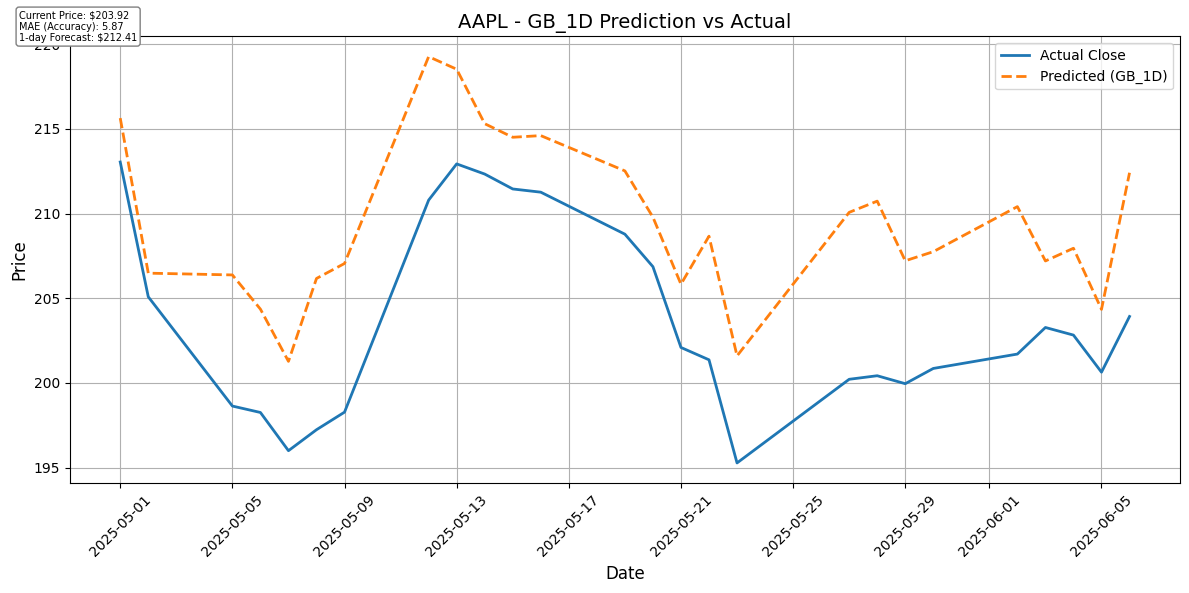 AAPL - GB_1D Prediction vs Actual
Current Price: $203.92
MAE (Accuracy): 5.87
1-day Forecast: $212.41
Actual Close
Predicted (GB_1D)
Price
220
215
210
205
200
195
2025-05-01
2025-05-05
2025-05-09
2025-05-13
2025-05-17
2025-05-21
2025-05-25
2025-05-29
2025-06-01
2025-06-05
Date